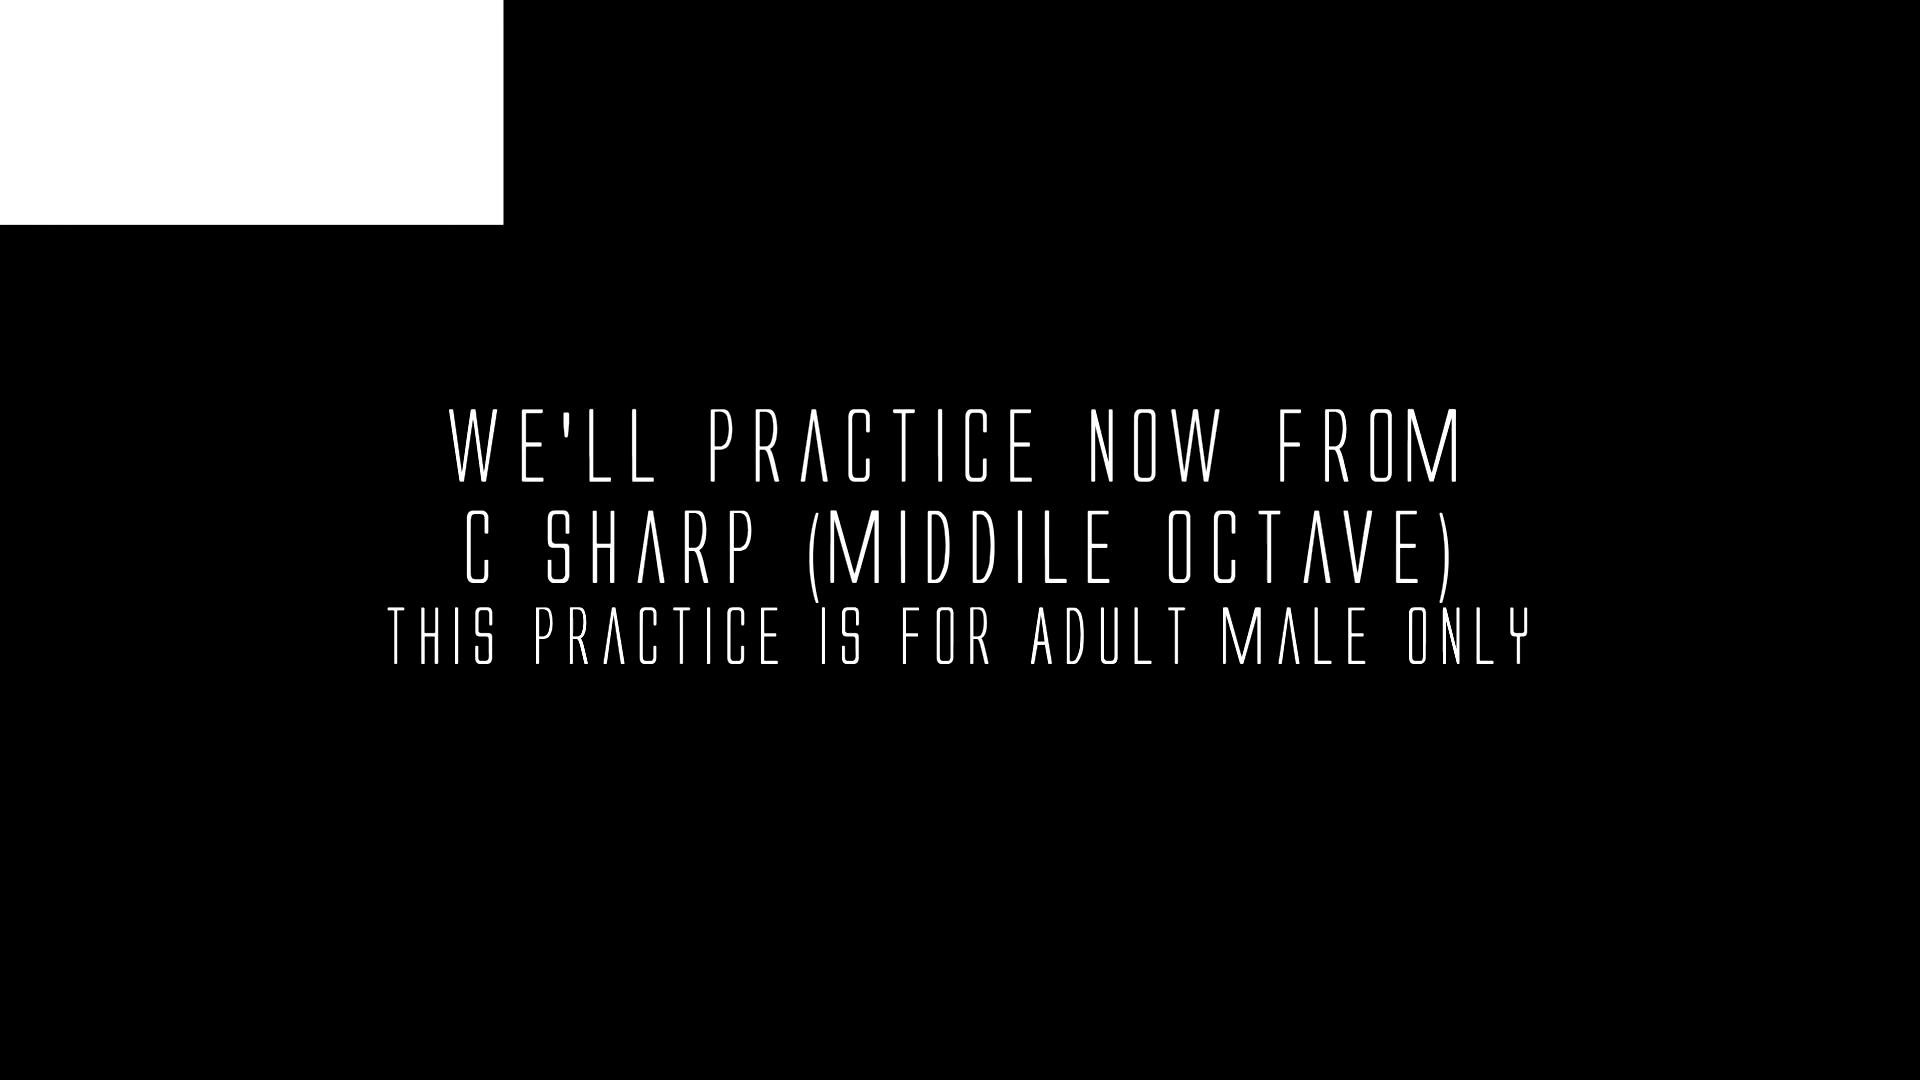 WE'LL PRACTICE NOW FROM
C SHARP (MIDDILE OCTAVE)
THIS PRACTICE IS FOR ADULT MALE ONLY